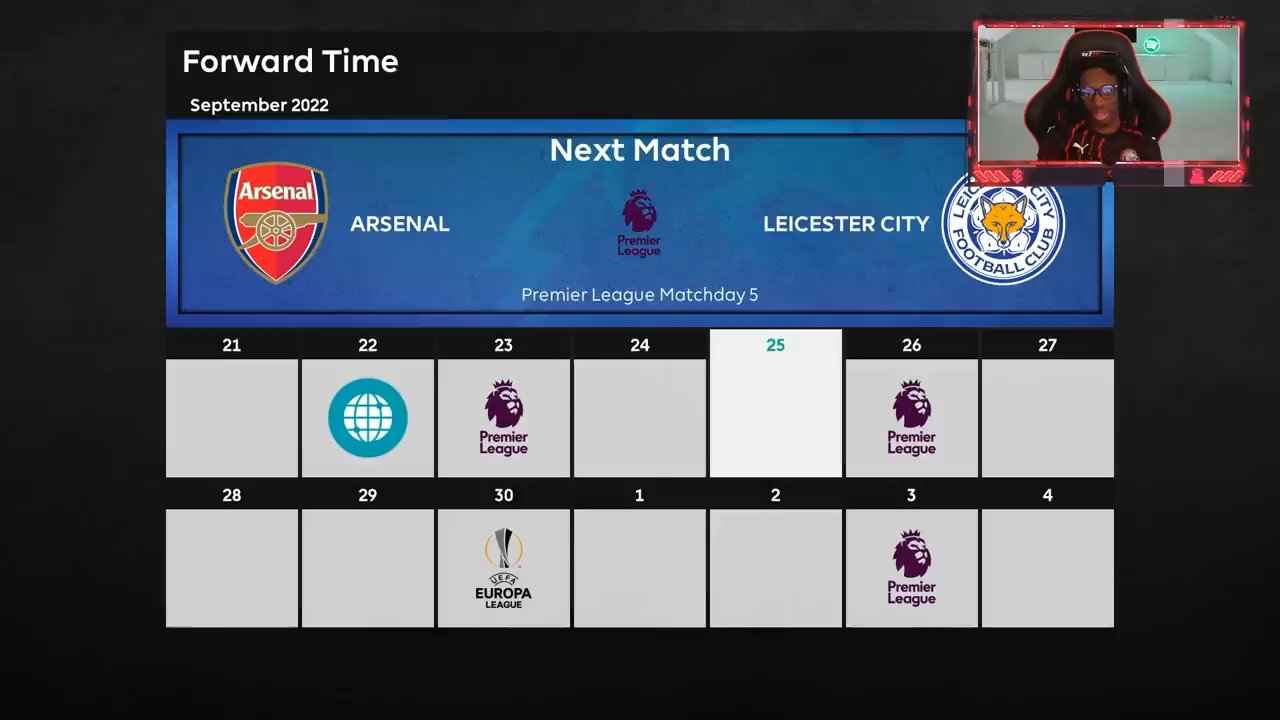 Forward Time
September 2022
Next Match
Arsenal
ARSENAL
Premier
League
LEICESTER CITY
FOOTBALL CLUB
Premier League Matchday 5
21 22 23 24 25 26 27
Premier
League
Premier
League
28 29 30 1 2 3 4
UEFA
EUROPA
LEAGUE
Premier
League